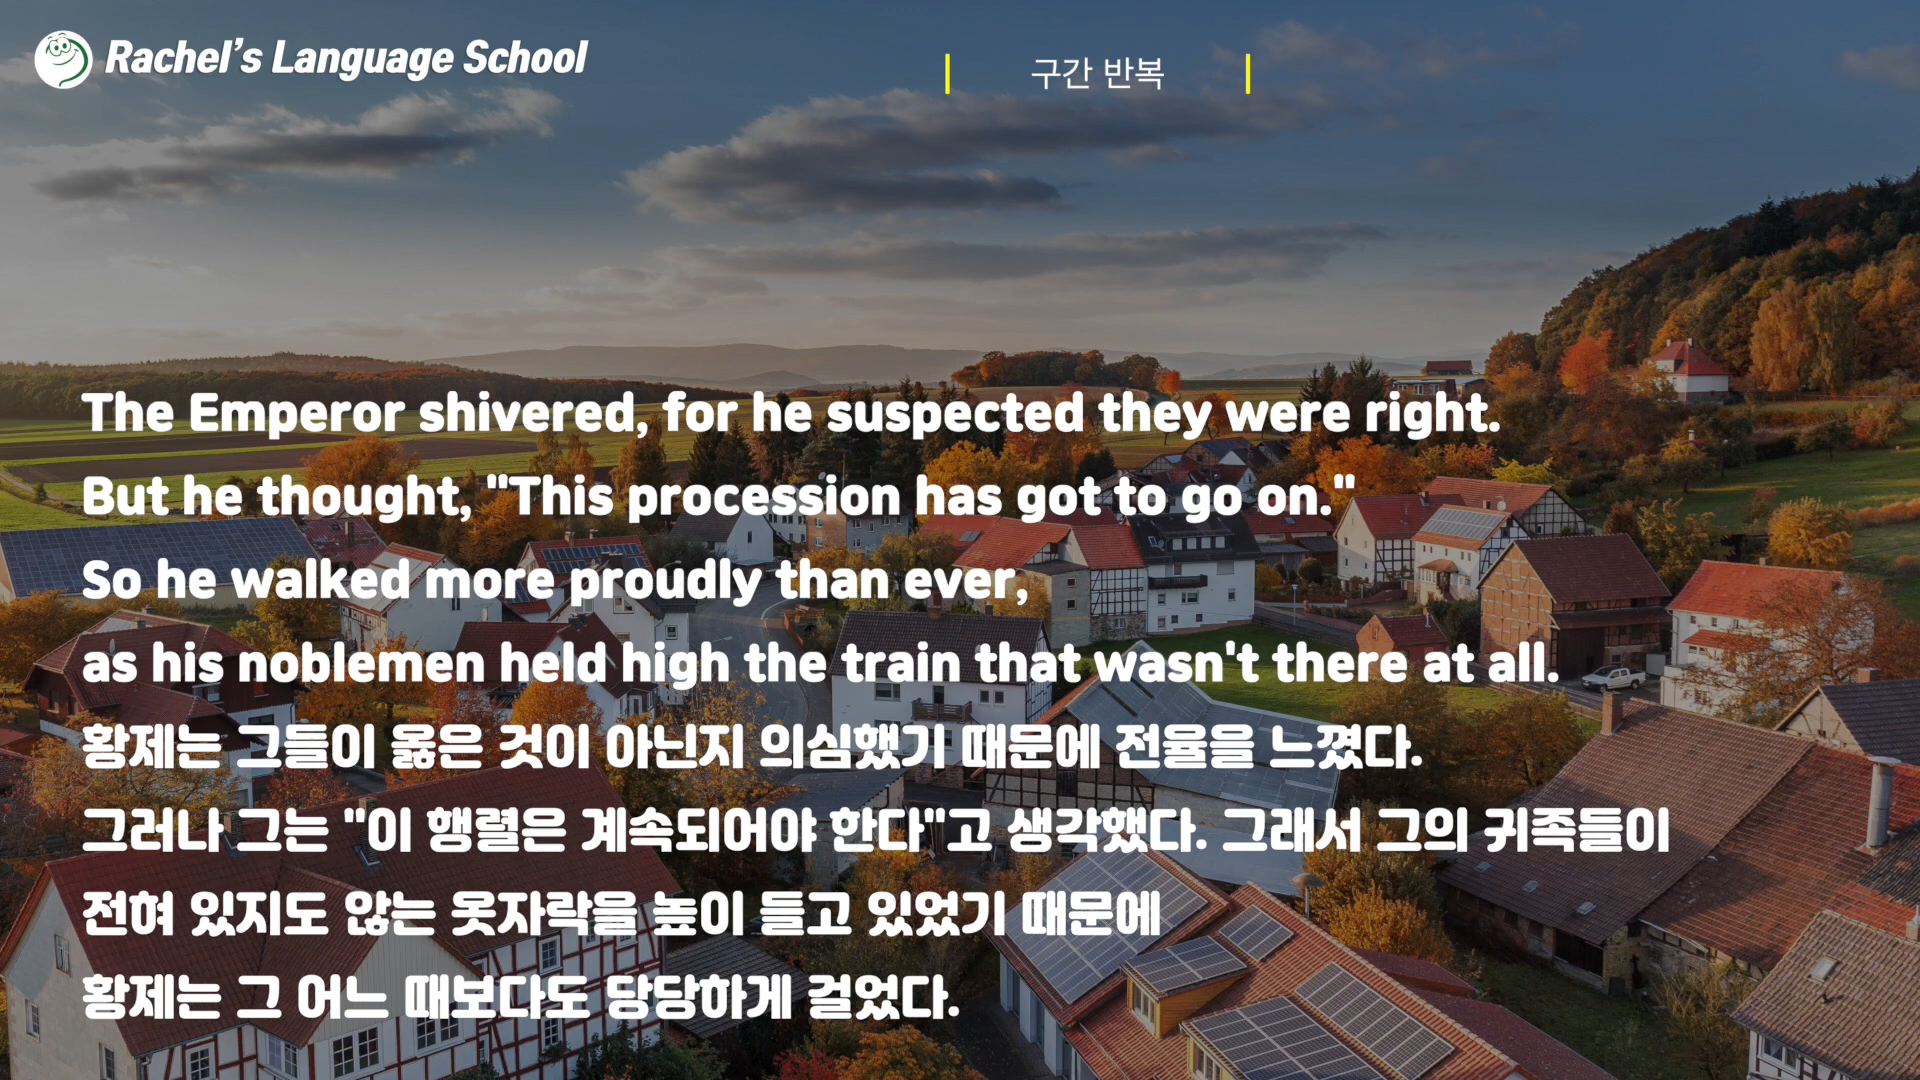 Rachel's Language School
구간 반복
The Emperor shivered, for he suspected they were right.
But he thought, "This procession has got to go on."
So he walked more proudly than ever,
as his noblemen held high the train that wasn't there at all.
황제는 그들이 옳은 것이 아닌지 의심했기 때문에 전율을 느꼈다.
그러나 그는 "이 행렬은 계속되어야 한다"고 생각했다. 그래서 그의 귀족들이
전혀 있지도 않는 옷자락을 높이 들고 있었기 때문에
황제는 그 어느 때보다도 당당하게 걸었다.